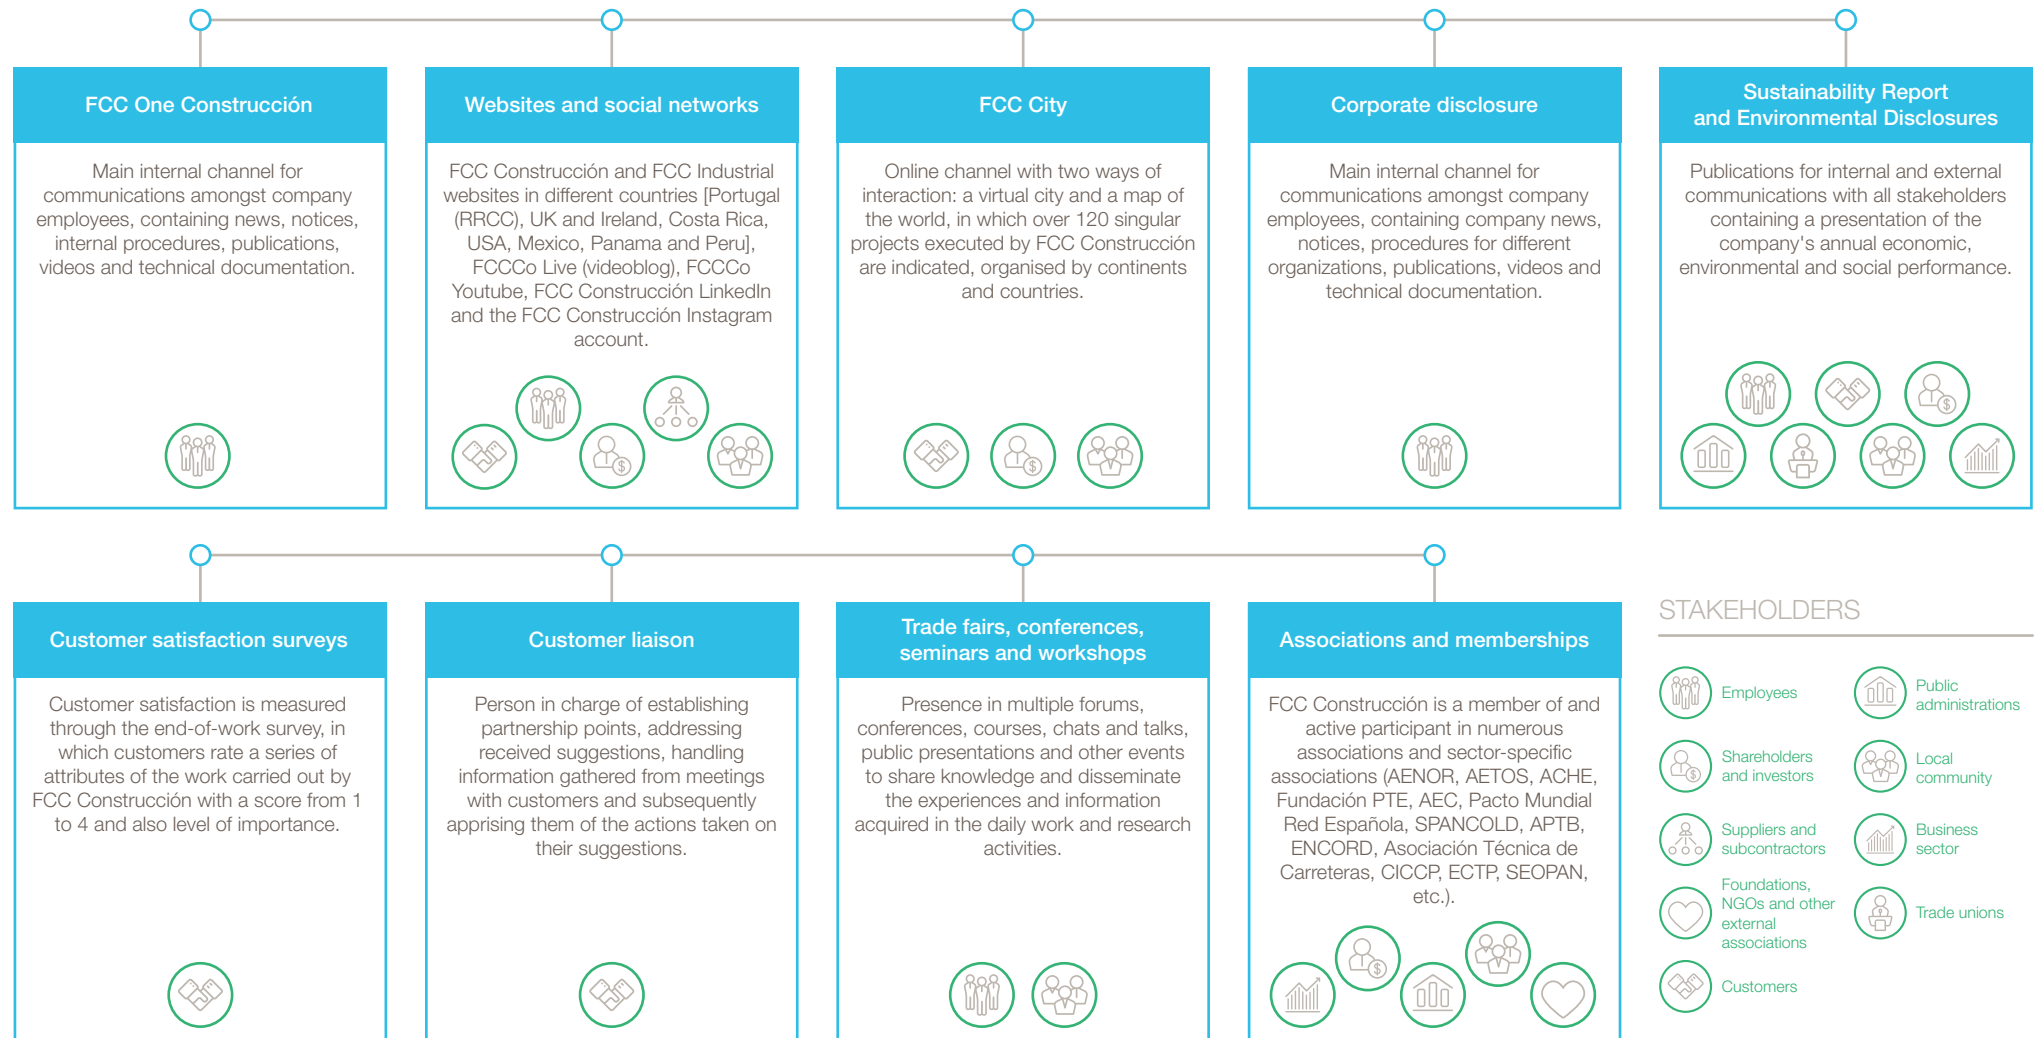 FCC One Construcción
Main internal channel for
communications amongst company
employees, containing news, notices,
internal procedures, publications,
videos and technical documentation.
Websites and social networks
FCC Construcción and FCC Industrial
websites in different countries [Portugal
(RRCC), UK and Ireland, Costa Rica,
USA, Mexico, Panama and Peru],
FCCCo Live (videoblog), FCCCo
Youtube, FCC Construcción LinkedIn
and the FCC Construcción Instagram
account.
FCC City
Online channel with two ways of
interaction: a virtual city and a map of
the world, in which over 120 singular
projects executed by FCC Construcción
are indicated, organised by continents
and countries.
Corporate disclosure
Main internal channel for
communications amongst company
employees, containing company news,
notices, procedures for different
organizations, publications, videos and
technical documentation.
Sustainability Report
and Environmental Disclosures
Publications for internal and external
communications with all stakeholders
containing a presentation of the
company's annual economic,
environmental and social performance.
Customer satisfaction surveys
Customer satisfaction is measured
through the end-of-work survey, in
which customers rate a series of
attributes of the work carried out by
FCC Construcción with a score from 1
to 4 and also level of importance.
Customer liaison
Person in charge of establishing
partnership points, addressing
received suggestions, handling
information gathered from meetings
with customers and subsequently
apprising them of the actions taken on
their suggestions.
Trade fairs, conferences,
seminars and workshops
Presence in multiple forums,
conferences, courses, chats and talks,
public presentations and other events
to share knowledge and disseminate
the experiences and information
acquired in the daily work and research
activities.
Associations and memberships
FCC Construcción is a member of and
active participant in numerous
associations and sector-specific
associations (AENOR, AETOS, ACHE,
Fundación PTE, AEC, Pacto Mundial
Red Española, SPANCOLD, APTB,
ENCORD, Asociación Técnica de
Carreteras, CICCP, ECTP, SEOPAN,
etc.).
STAKEHOLDERS
Employees
Shareholders
and investors
Suppliers and
subcontractors
Foundations,
NGOs and other
external
associations
Customers
Public
administrations
Local
community
Business
sector
Trade unions